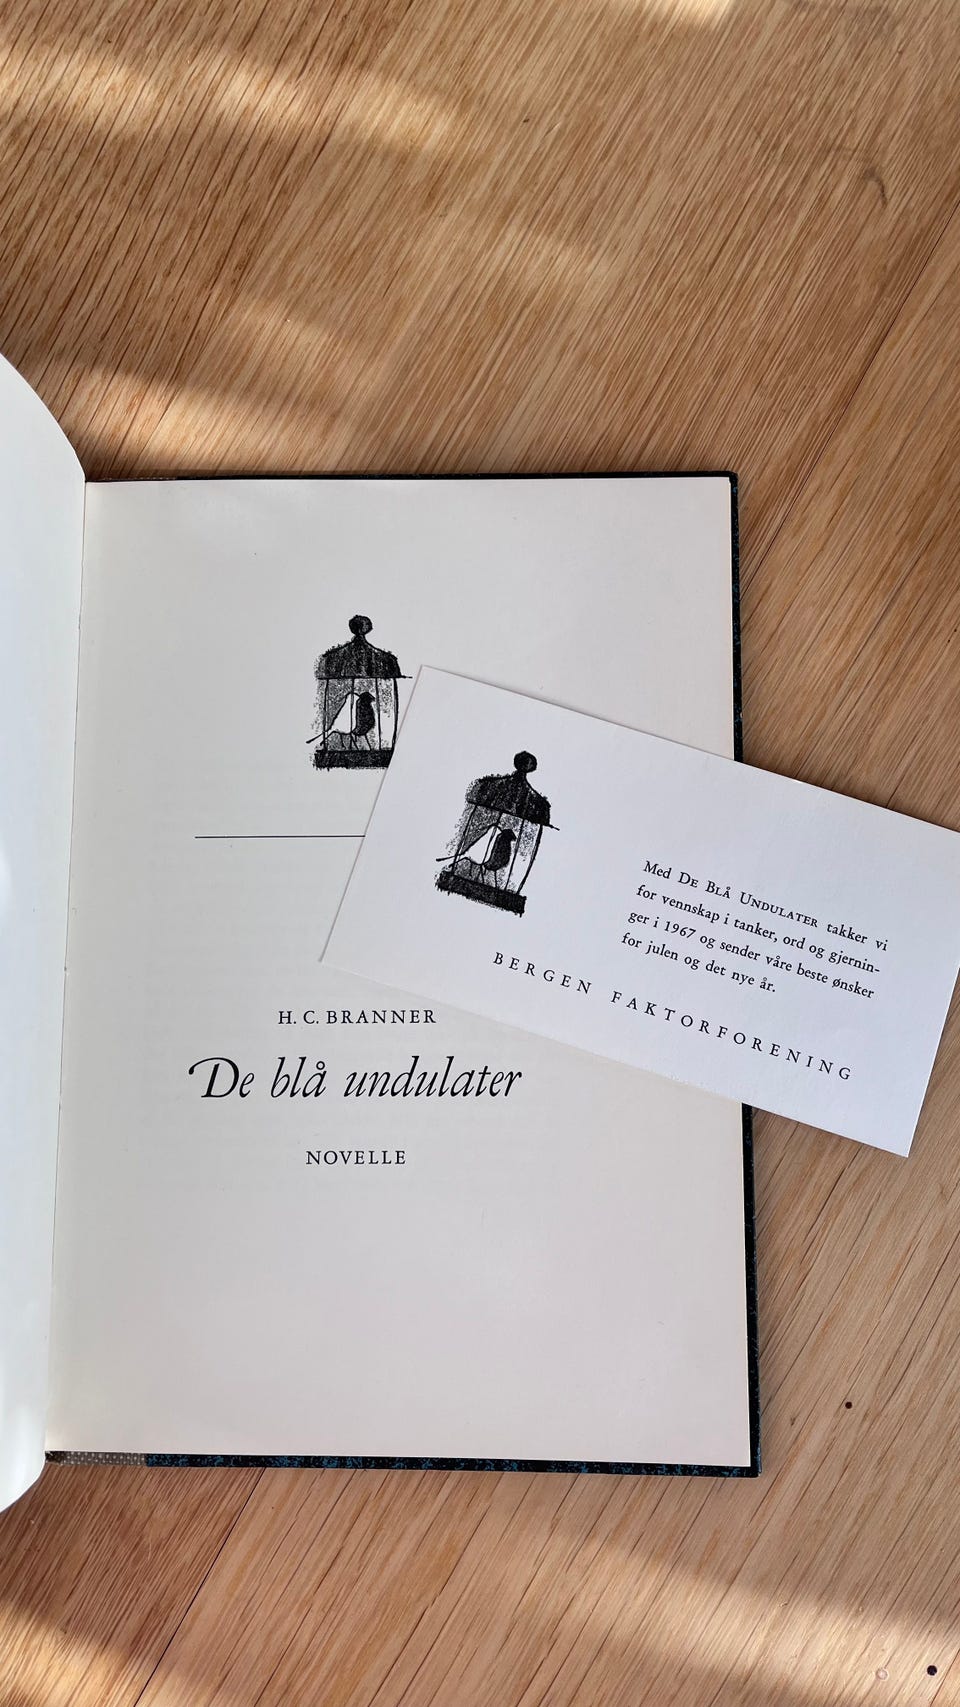 H. C. BRANNER
De blå undulater
NOVELLE
Med DE BLÅ UNDULATER takker vi
for vennskap i tanker, ord og gjernin-
ger i 1967 og sender våre beste ønsker
for julen og det nye år.
BERGEN FAKTORFORENING